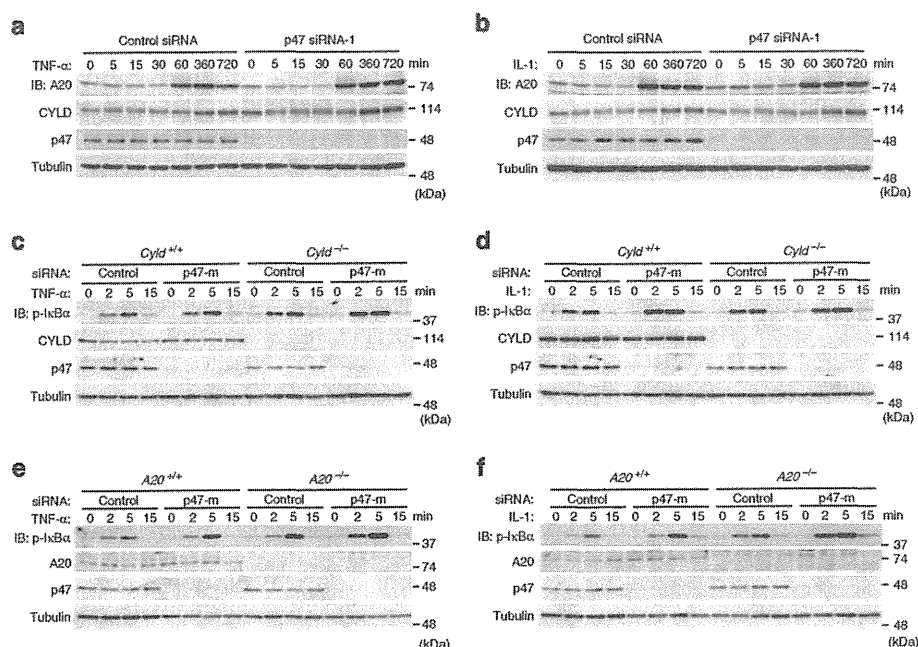 a
Control siRNA p47 siRNA-1
TNF-α: 0 5 15 30 60 360 720 0 5 15 30 60 360 720 min
IB: A20 74
CYLD 114
p47 48
Tubulin
48
(kDa)
b
Control siRNA p47 siRNA-1
IL-1: 0 5 15 30 60 360 720 0 5 15 30 60 360 720 min
IB: A20 74
CYLD 114
p47 48
Tubulin
48
(kDa)
c
Cyld +/+ Cyld −/−
siRNA: Control p47-m Control p47-m
TNF-α: 0 2 5 15 0 2 5 15 0 2 5 15 0 2 5 15 min
IB: p-IκBα 37
CYLD 114
p47 48
Tubulin
48
(kDa)
d
Cyld +/+ Cyld −/−
siRNA: Control p47-m Control p47-m
IL-1: 0 2 5 15 0 2 5 15 0 2 5 15 0 2 5 15 min
IB: p-IκBα 37
CYLD 114
p47 48
Tubulin
48
(kDa)
e
A20 +/+ A20 −/−
siRNA: Control p47-m Control p47-m
TNF-α: 0 2 5 15 0 2 5 15 0 2 5 15 0 2 5 15 min
IB: p-IκBα 37
A20 74
p47 48
Tubulin
48
(kDa)
f
A20 +/+ A20 −/−
siRNA: Control p47-m Control p47-m
IL-1: 0 2 5 15 0 2 5 15 0 2 5 15 0 2 5 15 min
IB: p-IκBα 37
A20 74
p47 48
Tubulin
48
(kDa)